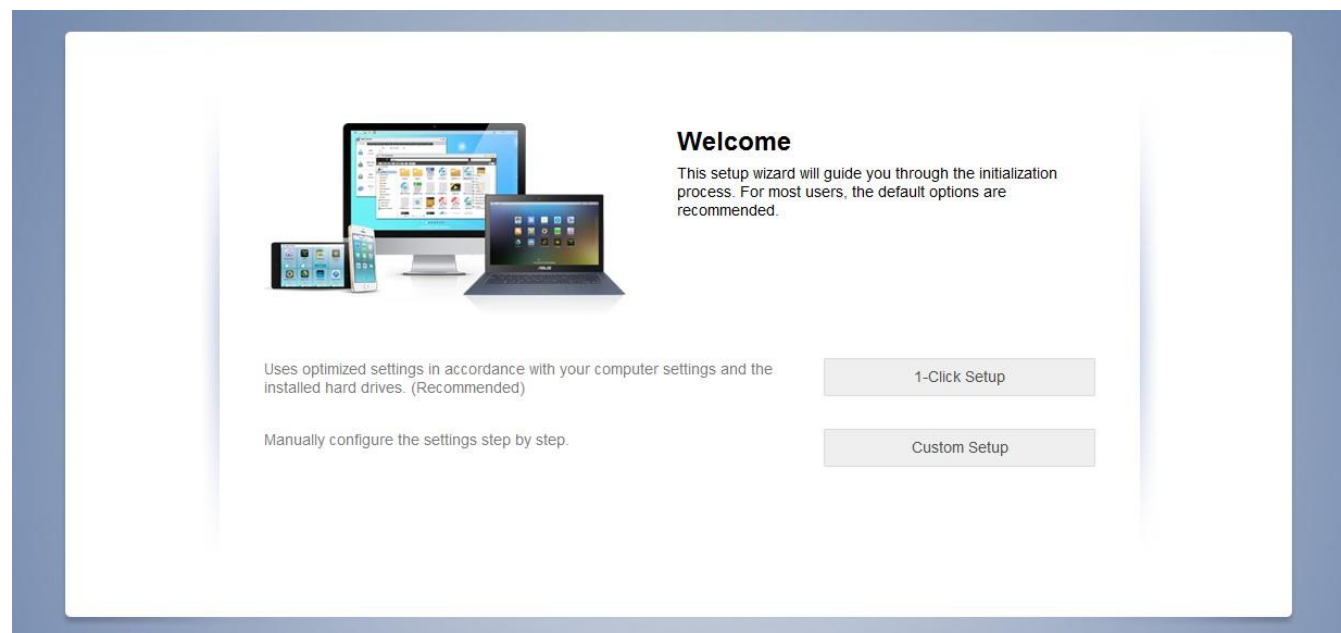 Welcome
This setup wizard will guide you through the initialization
process. For most users, the default options are
recommended.
ASUS
Uses optimized settings in accordance with your computer settings and the
installed hard drives. (Recommended)
1-Click Setup
Manually configure the settings step by step.
Custom Setup